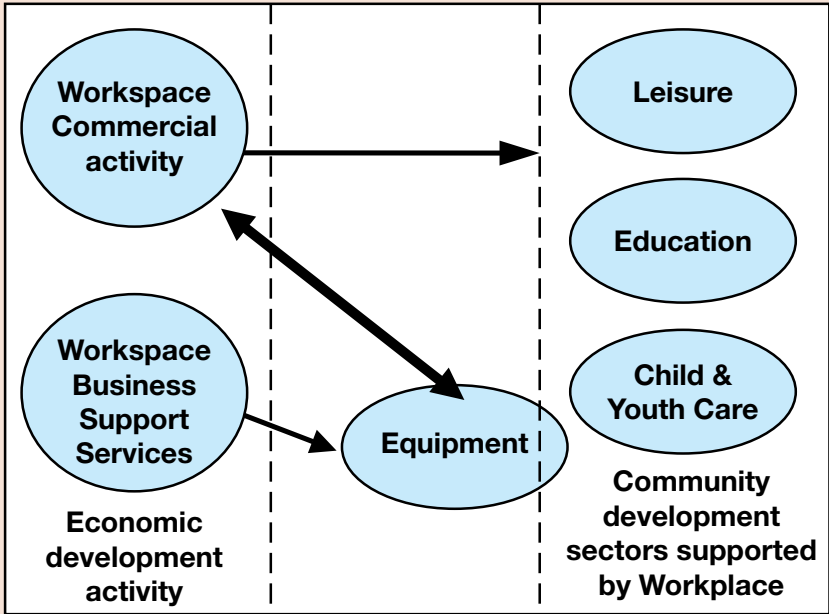 Workspace
Commercial
activity
Workspace
Business
Support
Services
Economic
development
activity
Equipment
Leisure
Education
Child &
Youth Care
Community
development
sectors supported
by Workplace